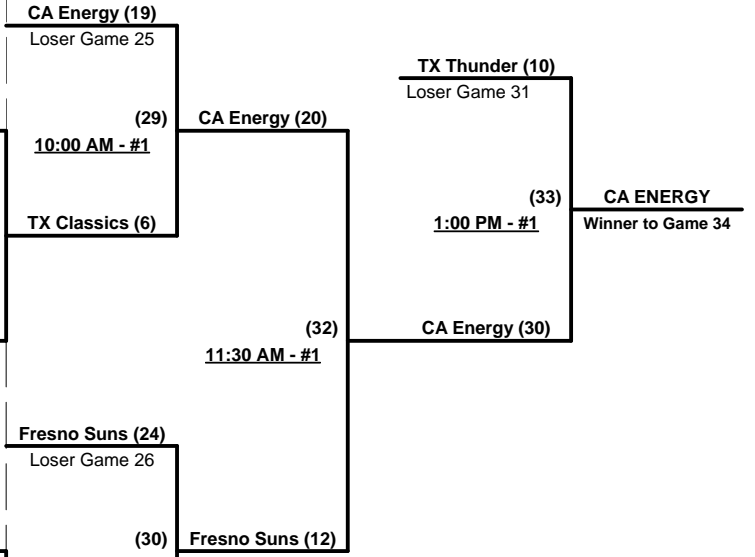 CA Energy (19)
Loser Game 25
(29)
10:00 AM - #1
TX Classics (6)
CA Energy (20)
(32)
11:30 AM - #1
Fresno Suns (24)
Loser Game 26
(30)
Fresno Suns (12)
TX Thunder (10)
Loser Game 31
(33)
1:00 PM - #1
CA Energy (30)
CA ENERGY
Winner to Game 34